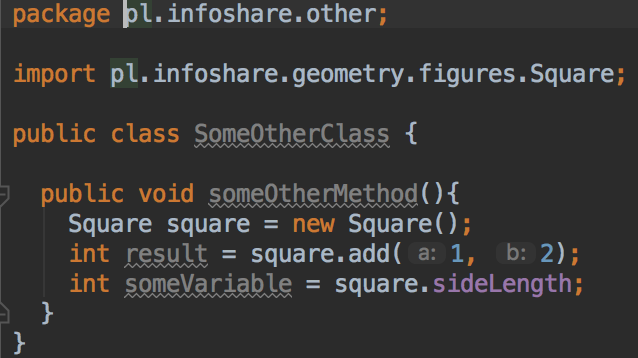 package pl.infoshare.other;
import pl.infoshare.geometry.figures.Square;
public class SomeOtherClass {
public void someOtherMethod(){
Square square = new Square();
int result = square.add( a: 1, b: 2);
int someVariable = square.sideLength;
}
}